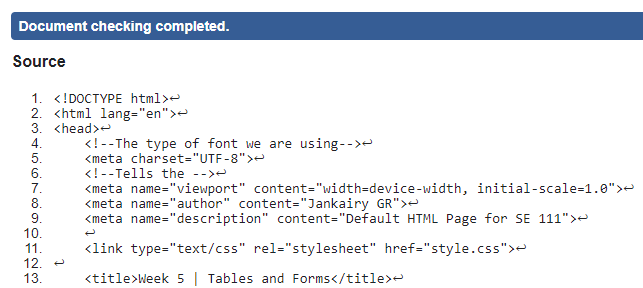 Document checking completed.
Source
1. <!DOCTYPE html>↩
2. <html lang="en">↩
3. <head>↩
4. <!--The type of font we are using-->↩
5. <meta charset="UTF-8">↩
6. <!--Tells the -->↩
7. <meta name="viewport" content="width=device-width, initial-scale=1.0">↩
8. <meta name="author" content="Jankairy GR">↩
9. <meta name="description" content="Default HTML Page for SE 111">↩
10. ↩
11. <link type="text/css" rel="stylesheet" href="style.css">↩
12. ↩
13. <title>Week 5 | Tables and Forms</title>↩